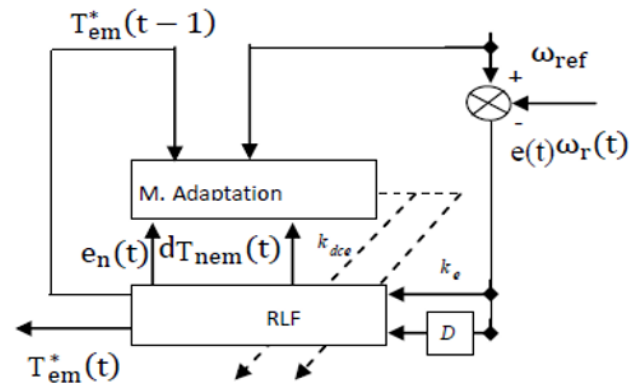 T*em(t−1)
ωref
+
-
e(t)ωr(t)
M. Adaptation
en(t) dTnem(t)
kdce
ke
RLF
D
T*em(t)